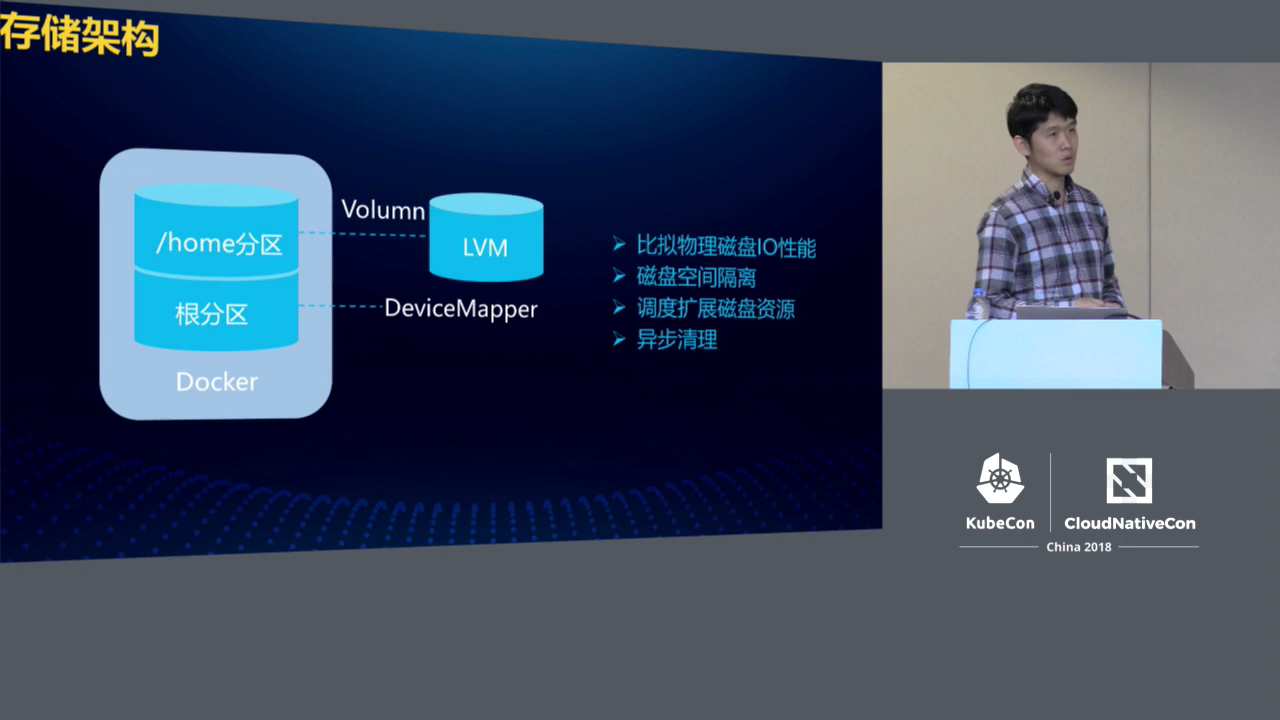 存储架构
/home分区
根分区
Docker
Volumn
LVM
DeviceMapper
比拟物理磁盘IO性能
磁盘空间隔离
调度扩展磁盘资源
异步清理
KubeCon
CloudNativeCon
China 2018